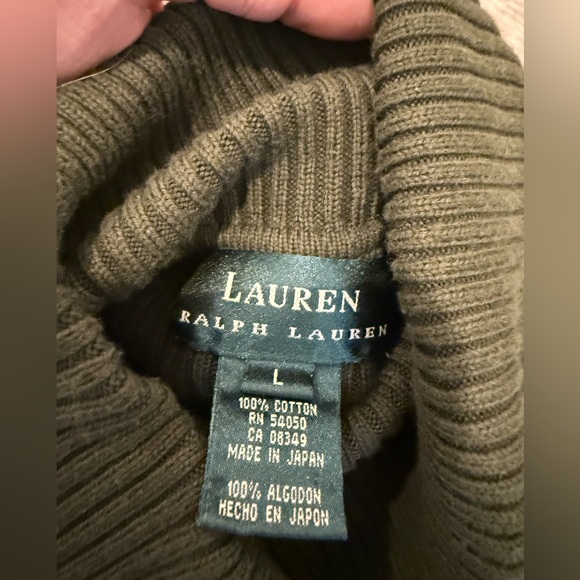 LAUREN
RALPH LAUREN
L
100% COTTON
RN 54050
CA 08349
MADE IN JAPAN
100% ALGODON
HECHO EN JAPON